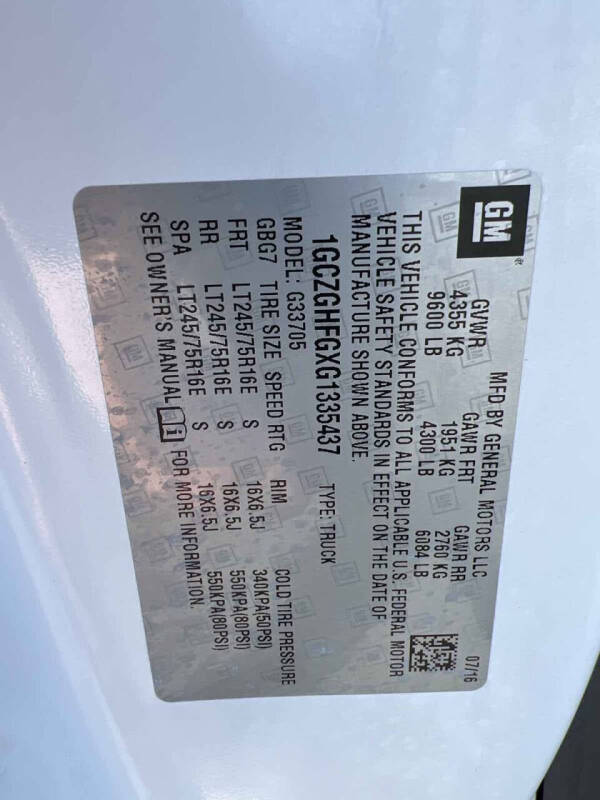 GM ®
MFD BY GENERAL MOTORS LLC 07/16
GVWR GAWR FRT GAWR RR
4355 KG 1951 KG 2760 KG
9600 LB 4300 LB 6084 LB
THIS VEHICLE CONFORMS TO ALL APPLICABLE U.S. FEDERAL MOTOR
VEHICLE SAFETY STANDARDS IN EFFECT ON THE DATE OF
MANUFACTURE SHOWN ABOVE.
1GCZGHFGXG1335437 TYPE: TRUCK
MODEL: G33705
GBG7 TIRE SIZE SPEED RTG RIM COLD TIRE PRESSURE
FRT LT245/75R16E S 16X6.5J 340KPA(50PSI)
RR LT245/75R16E S 16X6.5J 550KPA(80PSI)
SPA LT245/75R16E S 16X6.5J 550KPA(80PSI)
SEE OWNER'S MANUAL i FOR MORE INFORMATION.